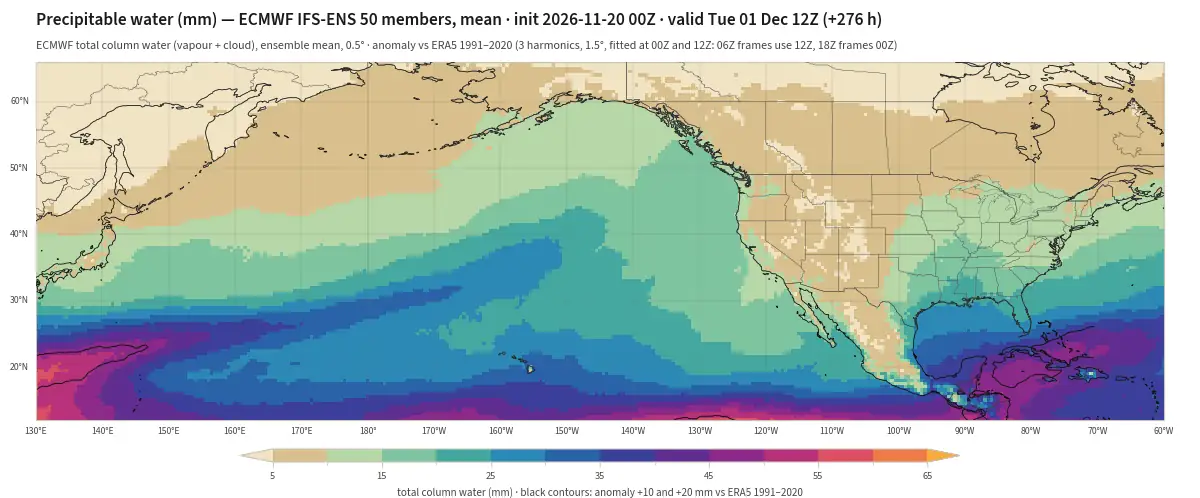 Precipitable water (mm) — ECMWF IFS-ENS 50 members, mean · init 2026-11-20 00Z · valid Tue 01 Dec 12Z (+276 h)
ECMWF total column water (vapour + cloud), ensemble mean, 0.5° · anomaly vs ERA5 1991–2020 (3 harmonics, 1.5°, fitted at 00Z and 12Z: 06Z frames use 12Z, 18Z frames 00Z)
60°N
50°N
40°N
30°N
20°N
130°E 140°E 150°E 160°E 170°E 180° 170°W 160°W 150°W 140°W 130°W 120°W 110°W 100°W 90°W 80°W 70°W 60°W
5 15 25 35 45 55 65
total column water (mm) · black contours: anomaly +10 and +20 mm vs ERA5 1991–2020